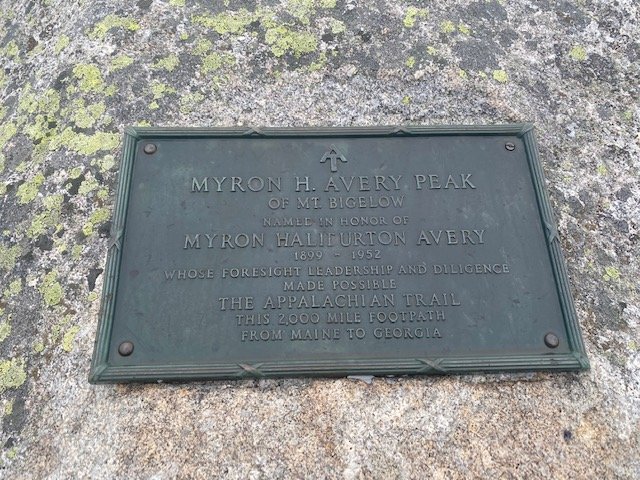 MYRON H. AVERY PEAK
OF MT. BIGELOW
NAMED IN HONOR OF
MYRON HALIBURTON AVERY
1899 - 1952
WHOSE FORESIGHT LEADERSHIP AND DILIGENCE
MADE POSSIBLE
THE APPALACHIAN TRAIL
THIS 2,000 MILE FOOTPATH
FROM MAINE TO GEORGIA